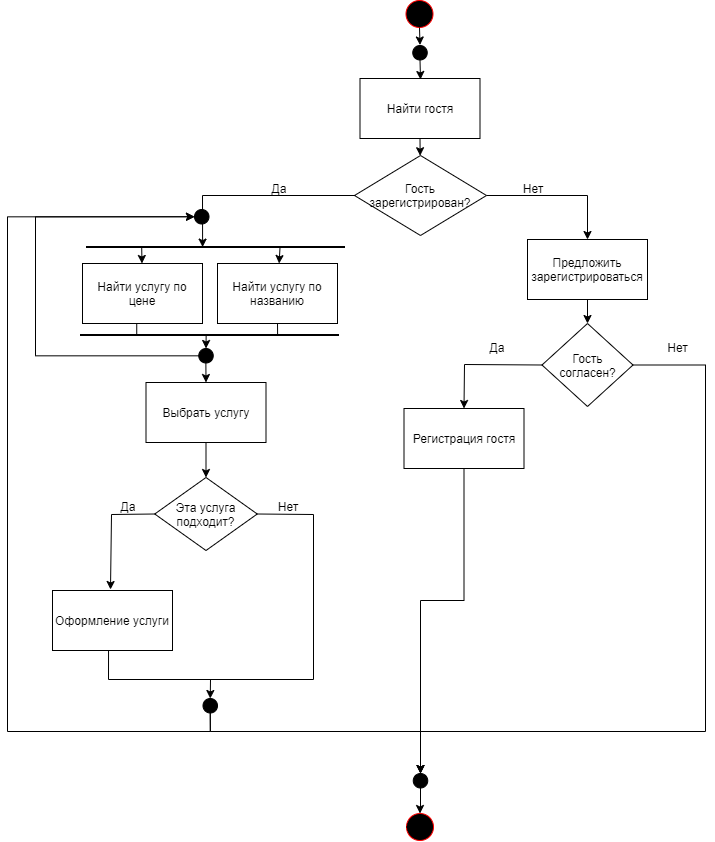 Найти гостя
Гость
зарегистрирован?
Да
Нет
Найти услугу по
цене
Найти услугу по
названию
Предложить
зарегистрироваться
Гость
согласен?
Да
Нет
Выбрать услугу
Регистрация гостя
Эта услуга
подходит?
Да
Нет
Оформление услуги